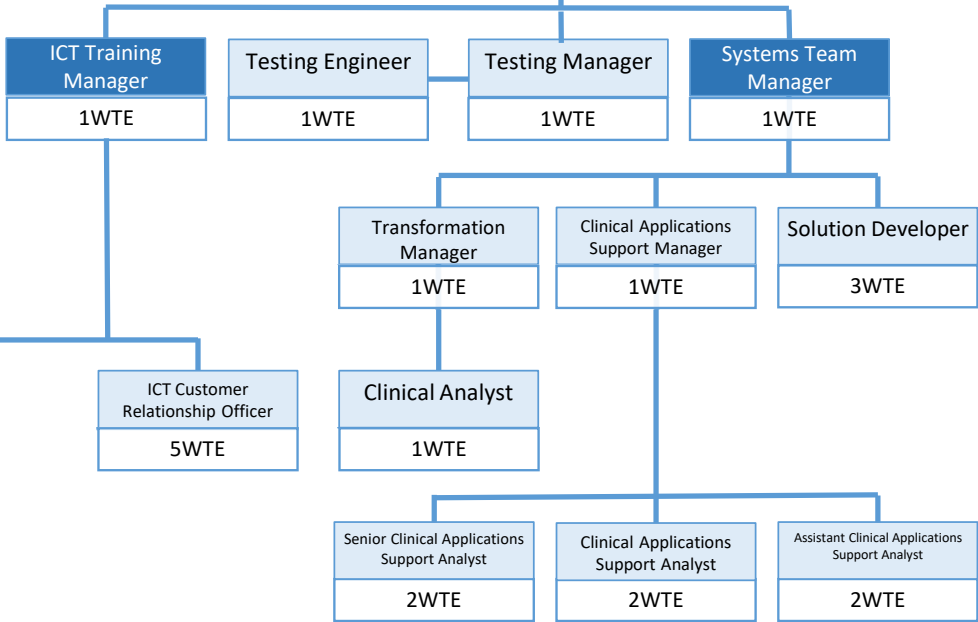 ICT Training
Manager
1WTE
Testing Engineer
1WTE
Testing Manager
1WTE
Systems Team
Manager
1WTE
Transformation
Manager
1WTE
Clinical Applications
Support Manager
1WTE
Solution Developer
3WTE
ICT Customer
Relationship Officer
5WTE
Clinical Analyst
1WTE
Senior Clinical Applications
Support Analyst
2WTE
Clinical Applications
Support Analyst
2WTE
Assistant Clinical Applications
Support Analyst
2WTE